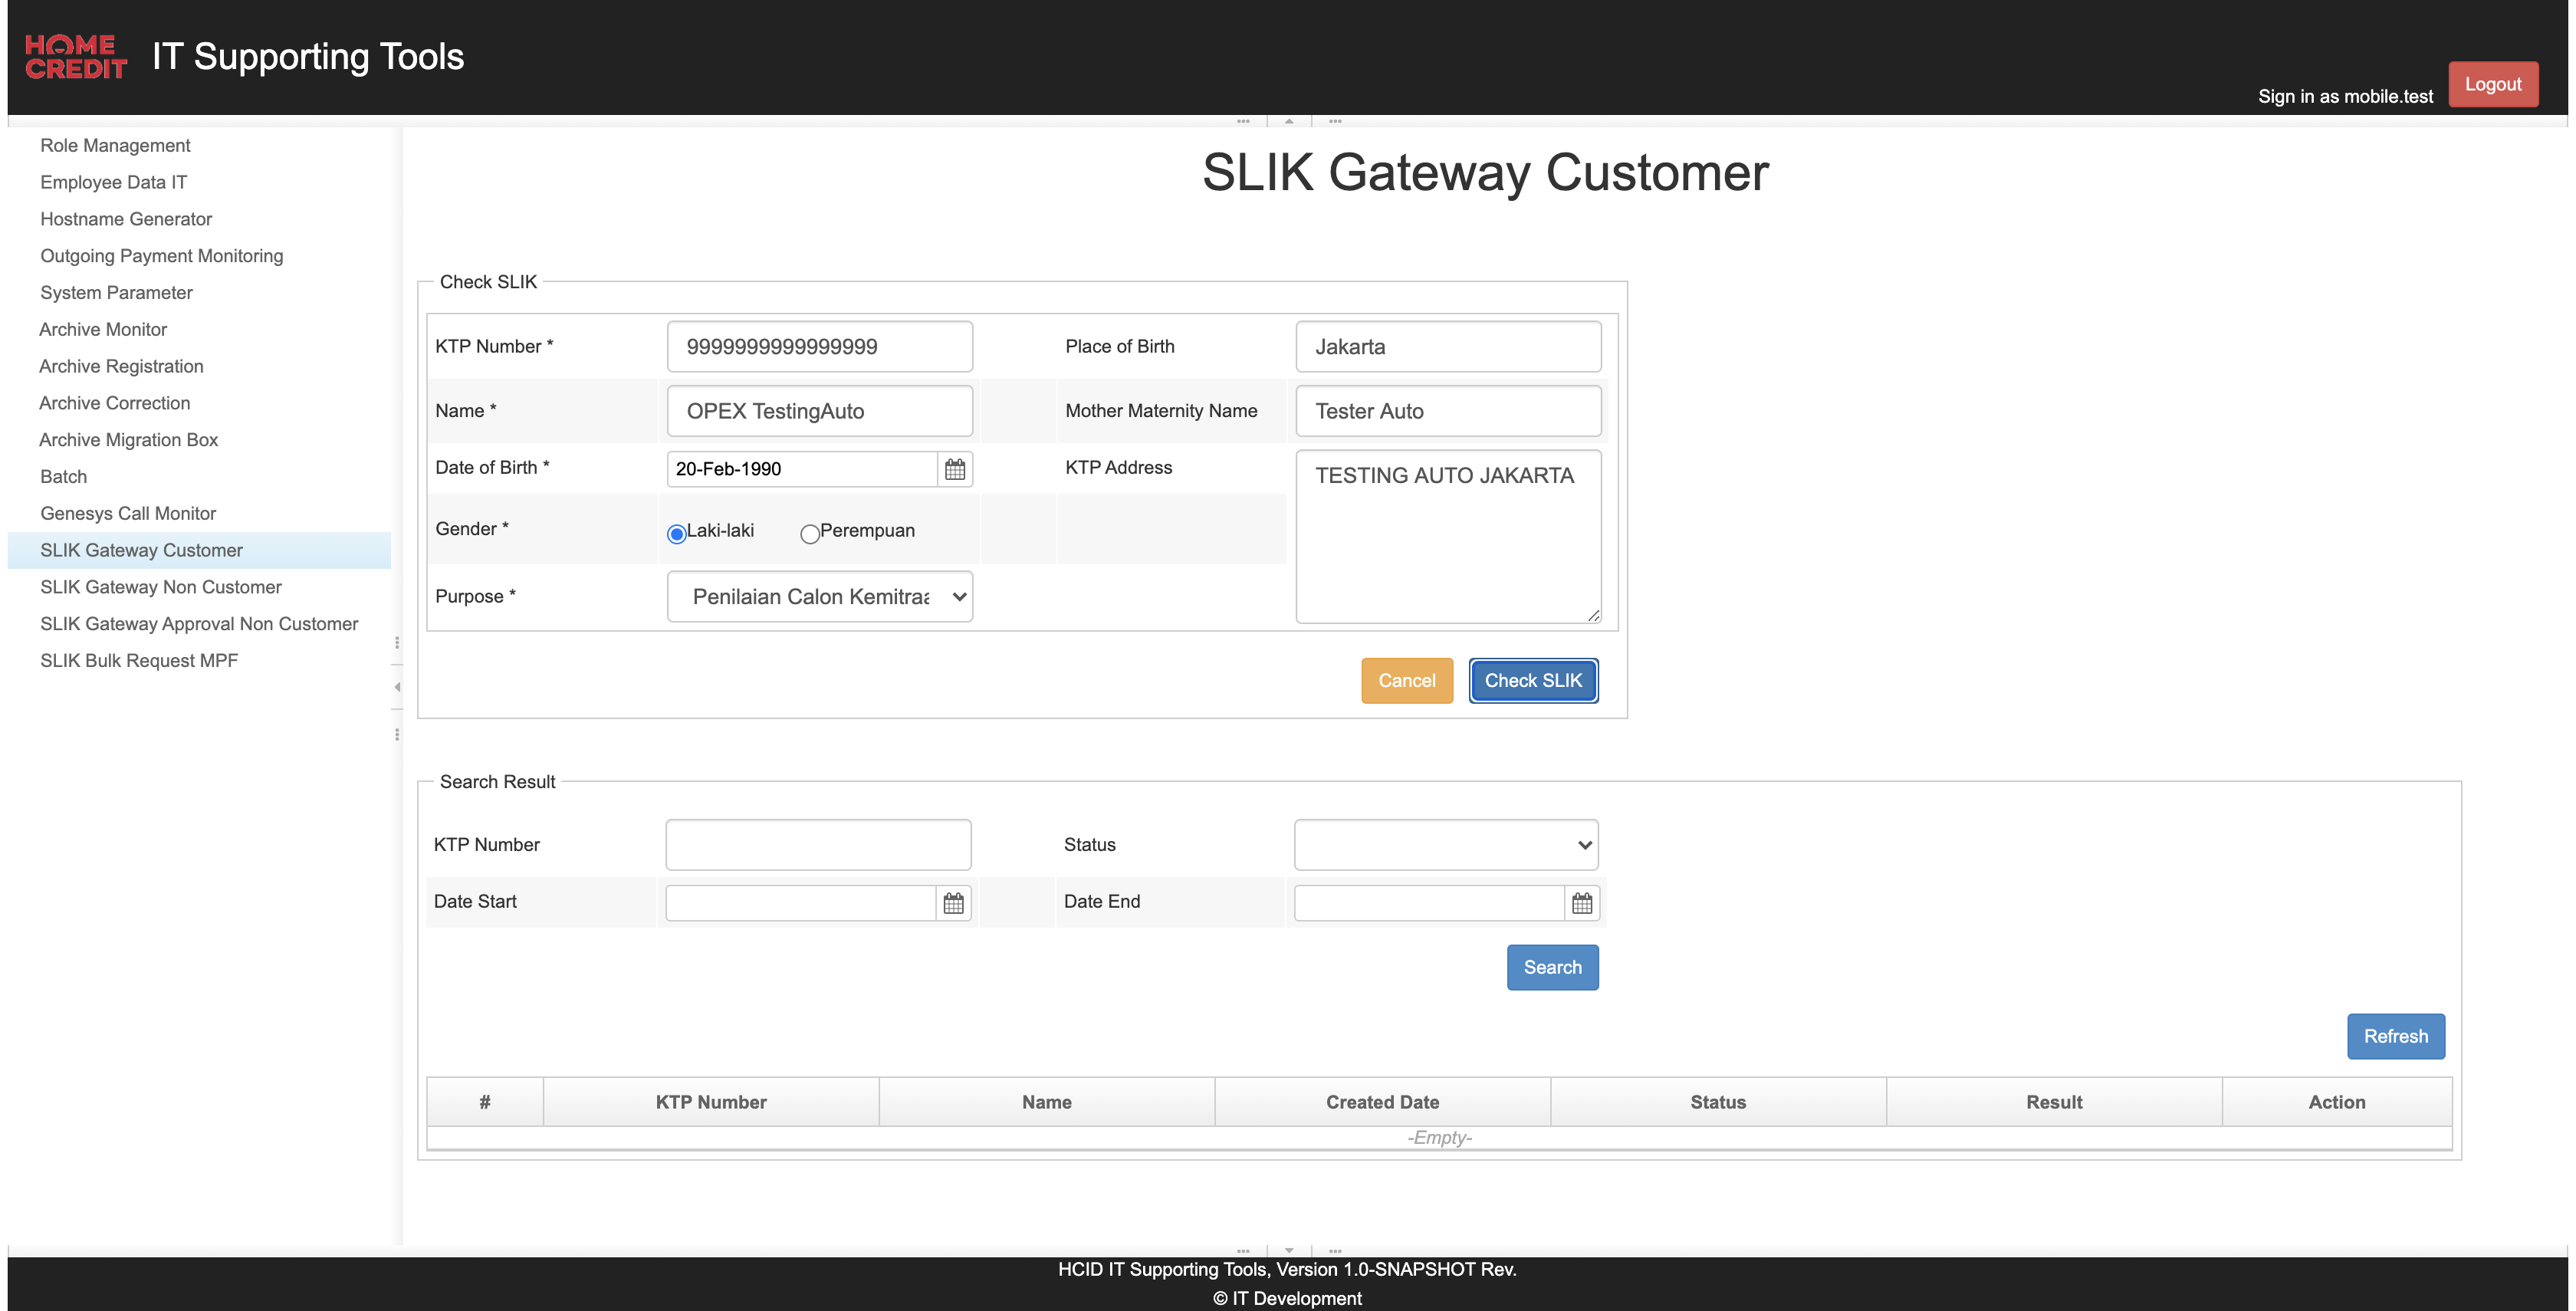 HOME
CREDIT
IT Supporting Tools
Sign in as mobile.test
Logout
Role Management
Employee Data IT
Hostname Generator
Outgoing Payment Monitoring
System Parameter
Archive Monitor
Archive Registration
Archive Correction
Archive Migration Box
Batch
Genesys Call Monitor
SLIK Gateway Customer
SLIK Gateway Non Customer
SLIK Gateway Approval Non Customer
SLIK Bulk Request MPF
SLIK Gateway Customer
Check SLIK
KTP Number * 9999999999999999 Place of Birth Jakarta
Name * OPEX TestingAuto Mother Maternity Name Tester Auto
Date of Birth * 20-Feb-1990 KTP Address TESTING AUTO JAKARTA
Gender * Laki-laki Perempuan
Purpose * Penilaian Calon Kemitraa
Cancel Check SLIK
Search Result
KTP Number Status
Date Start Date End
Search
Refresh
# KTP Number Name Created Date Status Result Action
-Empty-
HCID IT Supporting Tools, Version 1.0-SNAPSHOT Rev.
© IT Development